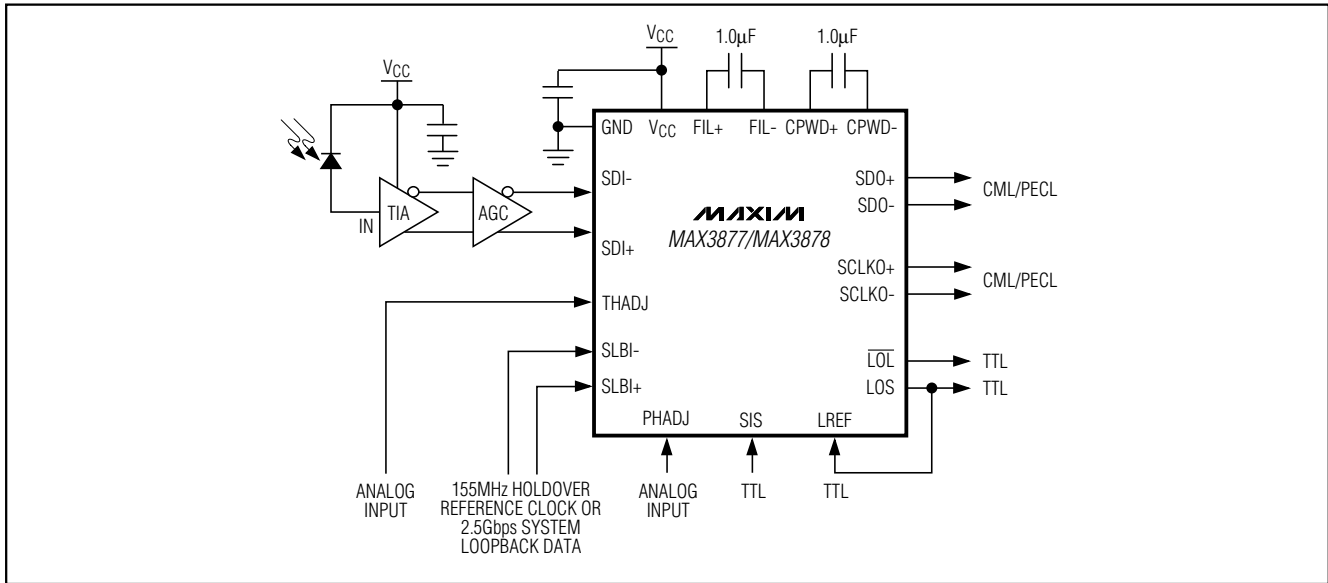 VCC
1.0µF
1.0µF
VCC
GND
VCC
FIL+
FIL-
CPWD+
CPWD-
SDI-
SDO+
CML/PECL
SDO-
TIA
AGC
IN
MAXIM
MAX3877/MAX3878
SDI+
SCLKO+
CML/PECL
SCLKO-
THADJ
SLBI-
LOL
TTL
SLBI+
LOS
TTL
PHADJ
SIS
LREF
ANALOG
INPUT
155MHz HOLDOVER
REFERENCE CLOCK OR
2.5Gbps SYSTEM
LOOPBACK DATA
ANALOG
INPUT
TTL
TTL